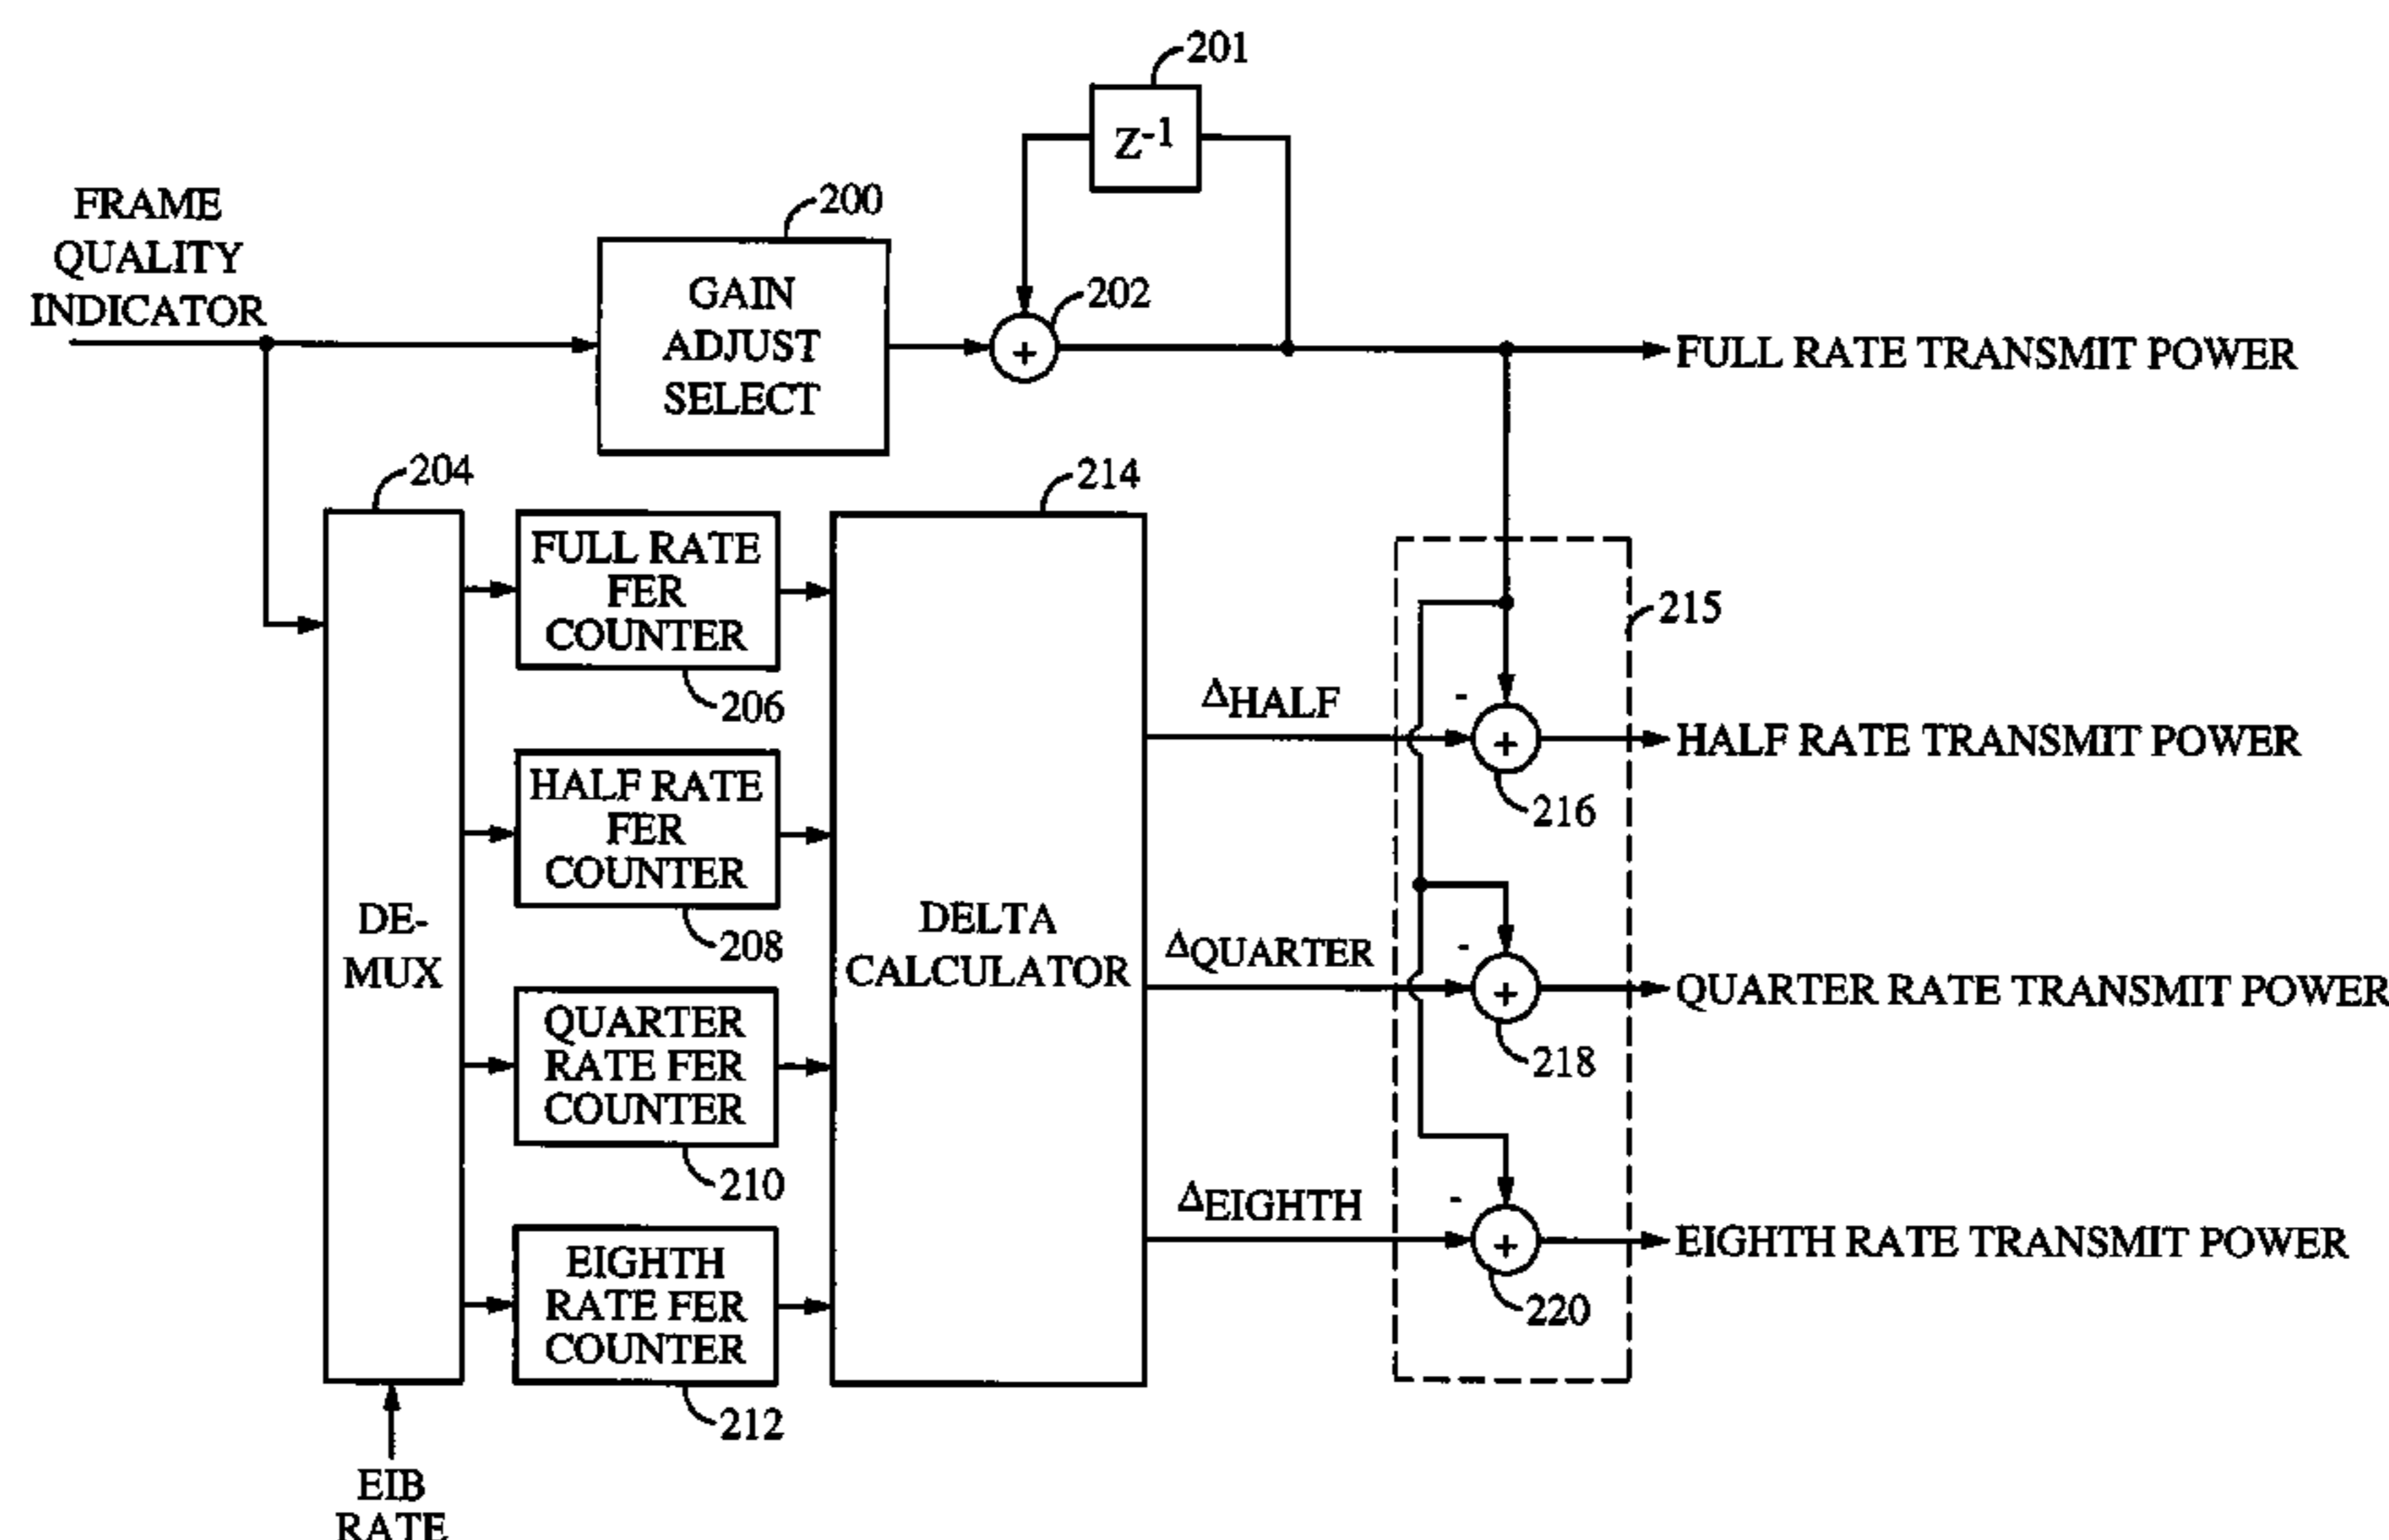 201
Z-1
FRAME
QUALITY
INDICATOR
200
GAIN
ADJUST
SELECT
202
+
FULL RATE TRANSMIT POWER
204
214
FULL RATE
FER
COUNTER
206
215
ΔHALF
-
+
HALF RATE TRANSMIT POWER
216
HALF RATE
FER
COUNTER
208
DE-
MUX
DELTA
CALCULATOR
ΔQUARTER
-
+
QUARTER RATE TRANSMIT POWER
218
QUARTER
RATE FER
COUNTER
210
ΔEIGHTH
-
+
EIGHTH RATE TRANSMIT POWER
220
EIGHTH
RATE FER
COUNTER
212
EIB
RATE